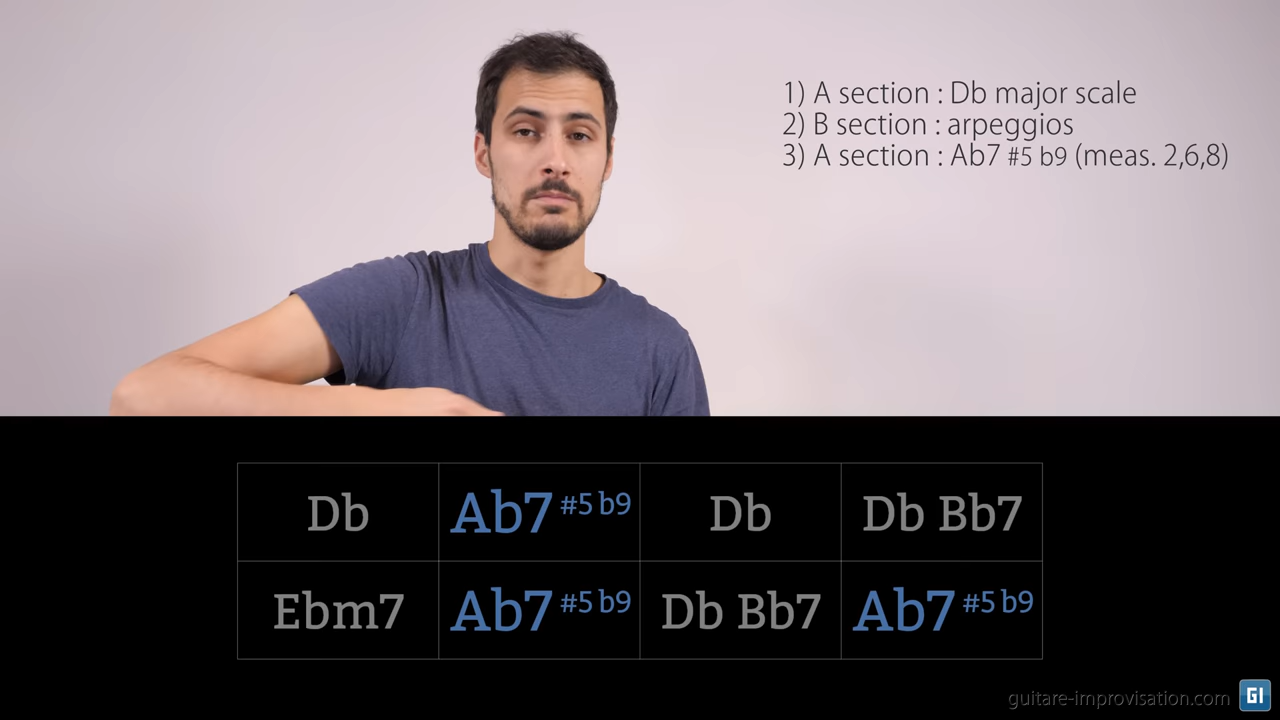 1) A section : Db major scale
2) B section : arpeggios
3) A section : Ab7 #5 b9 (meas. 2,6,8)
Db Ab7 #5 b9 Db Db Bb7
Ebm7 Ab7 #5 b9 Db Bb7 Ab7 #5 b9
guitare-improvisation.com GI